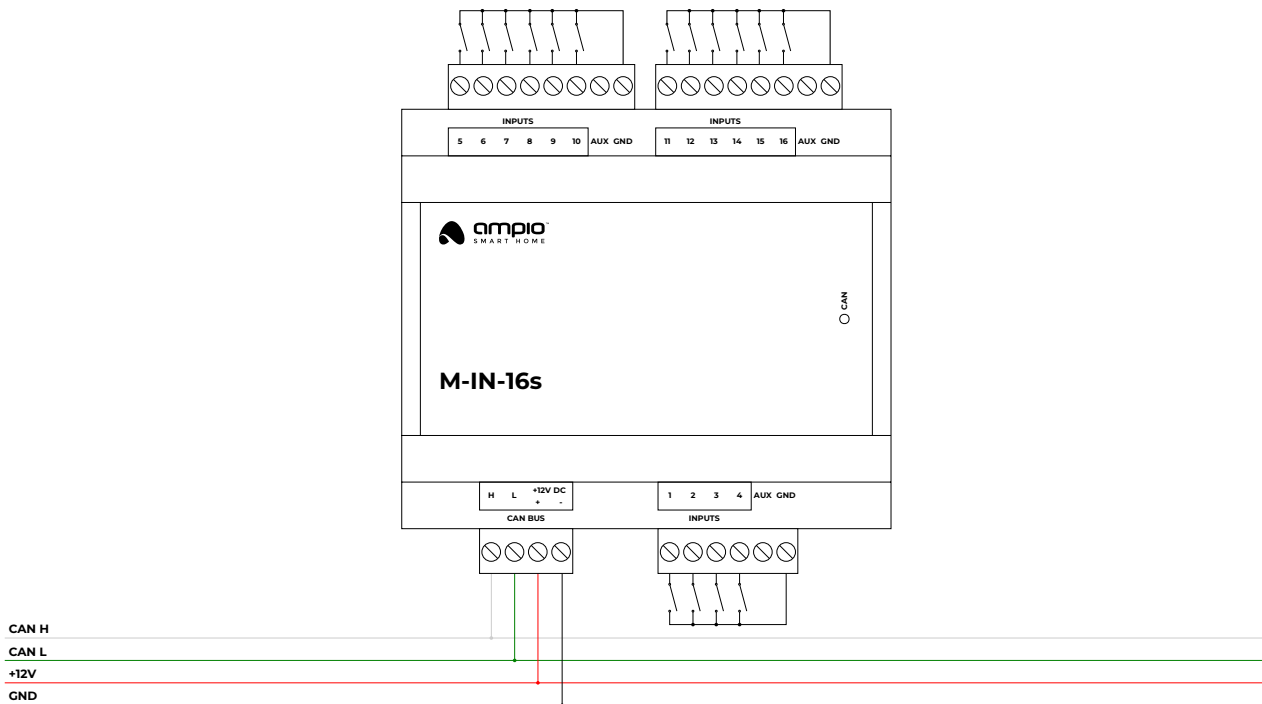 INPUTS
INPUTS
5 6 7 8 9 10 AUX GND
11 12 13 14 15 16 AUX GND
ampio™
SMART HOME
CAN
M-IN-16s
H L +12V DC
+ -
CAN BUS
1 2 3 4 AUX GND
INPUTS
CAN H
CAN L
+12V
GND